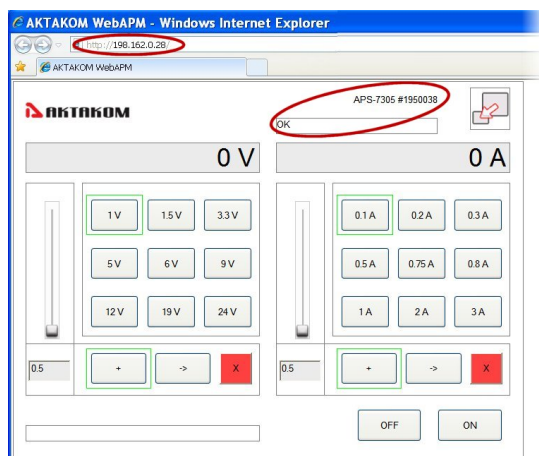 AKTAKOM WebAPM - Windows Internet Explorer
http://198.162.0.28/
AKTAKOM WebAPM
АКТАКОМ
APS-7305 #1950038
OK
0 V
0 A
1 V 1.5 V 3.3 V
0.1 A 0.2 A 0.3 A
5 V 6 V 9 V
0.5 A 0.75 A 0.8 A
12 V 19 V 24 V
1 A 2 A 3 A
0.5 + -> X
0.5 + -> X
OFF ON